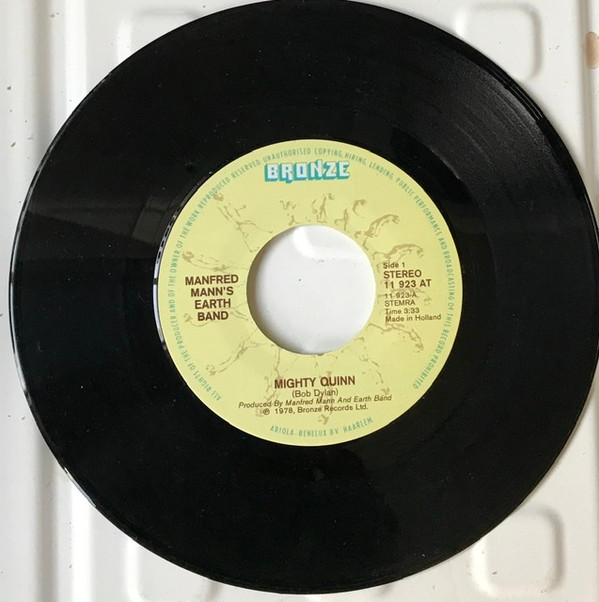 ALL RIGHTS OF THE PRODUCER AND OF THE OWNER OF THE WORK REPRODUCED RESERVED UNAUTHORISED COPYING, HIRING, LENDING, PUBLIC PERFORMANCE AND BROADCASTING OF THIS RECORD PROHIBITED
BRONZE
MANFRED
MANN'S
EARTH
BAND
Side 1
STEREO
11 923 AT
11 923-A
STEMRA
Time 3:33
Made in Holland
MIGHTY QUINN
(Bob Dylan)
Produced By Manfred Mann And Earth Band
℗ 1978, Bronze Records Ltd.
ARIOLA-BENELUX B.V. HAARLEM